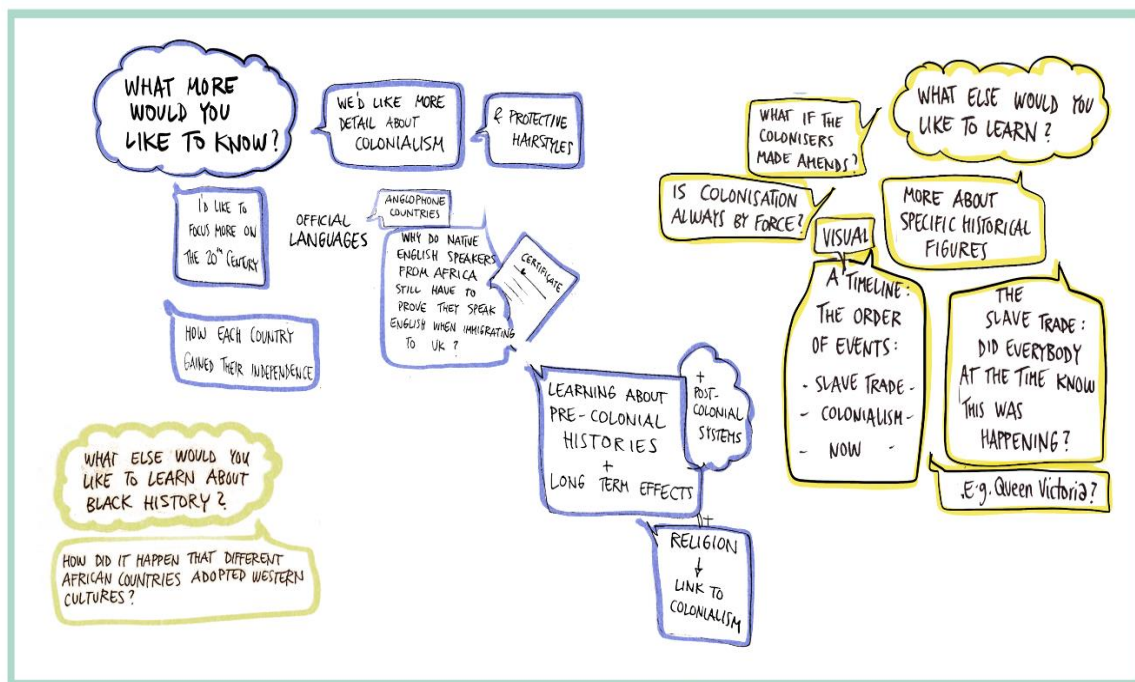 WHAT MORE
WOULD YOU
LIKE TO KNOW?
WE'D LIKE MORE
DETAIL ABOUT
COLONIALISM
& PROTECTIVE
HAIRSTYLES
I'D LIKE TO
FOCUS MORE ON
THE 20TH CENTURY
OFFICIAL
LANGUAGES
ANGLOPHONE
COUNTRIES
WHY DO NATIVE
ENGLISH SPEAKERS
FROM AFRICA
STILL HAVE TO
PROVE THEY SPEAK
ENGLISH WHEN IMMIGRATING
TO UK?
CERTIFICATE
HOW EACH COUNTRY
GAINED THEIR INDEPENDENCE
LEARNING ABOUT
PRE-COLONIAL
HISTORIES
+
LONG TERM EFFECTS
+
POST-
COLONIAL
SYSTEMS
+
RELIGION
↓
LINK TO
COLONIALISM
WHAT ELSE WOULD YOU
LIKE TO LEARN ABOUT
BLACK HISTORY?
HOW DID IT HAPPEN THAT DIFFERENT
AFRICAN COUNTRIES ADOPTED WESTERN
CULTURES?
WHAT ELSE WOULD YOU
LIKE TO LEARN?
WHAT IF THE
COLONISERS
MADE AMENDS?
IS COLONISATION
ALWAYS BY FORCE?
MORE ABOUT
SPECIFIC HISTORICAL
FIGURES
VISUAL
A TIMELINE:
THE ORDER
OF EVENTS:
- SLAVE TRADE -
- COLONIALISM -
- NOW -
THE
SLAVE TRADE:
DID EVERYBODY
AT THE TIME KNOW
THIS WAS
HAPPENING?
.E.g. Queen Victoria?